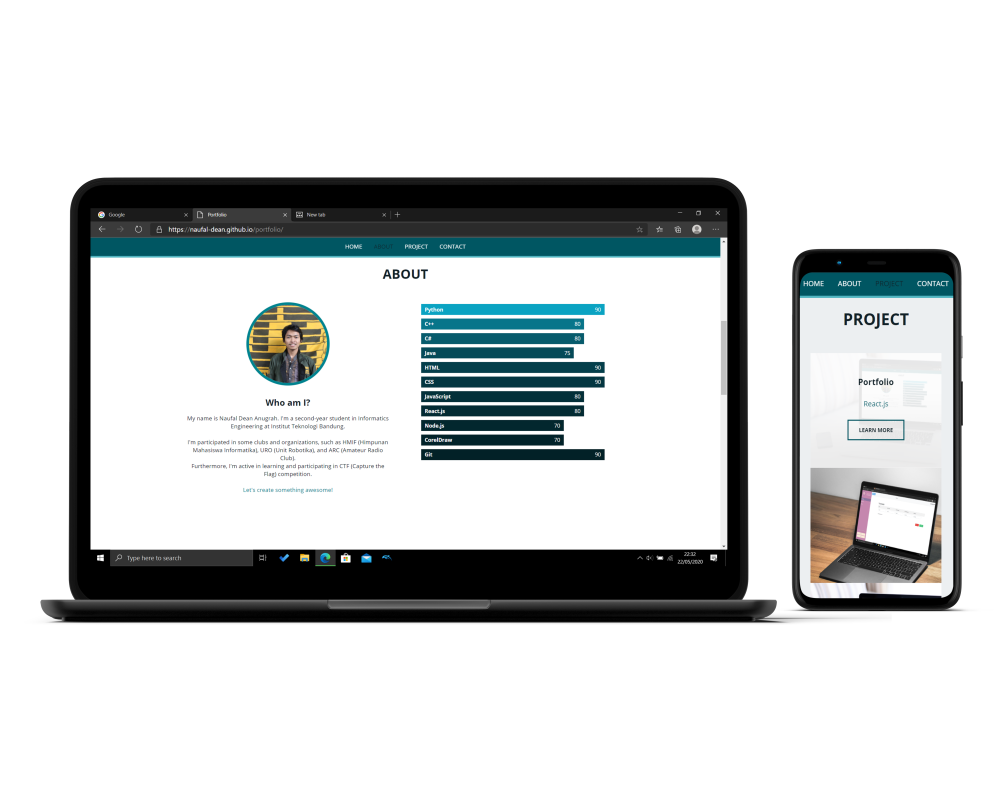 Google
Portfolio
New tab
https://naufal-dean.github.io/portfolio/
HOME ABOUT PROJECT CONTACT
ABOUT
Who am I?
My name is Naufal Dean Anugrah. I'm a second-year student in Informatics
Engineering at Institut Teknologi Bandung.
I'm participated in some clubs and organizations, such as HMIF (Himpunan
Mahasiswa Informatika), URO (Unit Robotika), and ARC (Amateur Radio
Club).
Furthermore, I'm active in learning and participating in CTF (Capture the
Flag) competition.
Let's create something awesome!
Python 90
C++ 80
C# 80
Java 75
HTML 90
CSS 90
JavaScript 80
React.js 80
Node.js 70
CorelDraw 70
Git 90
Type here to search
22:32
22/05/2020
HOME ABOUT PROJECT CONTACT
PROJECT
Portfolio
React.js
LEARN MORE